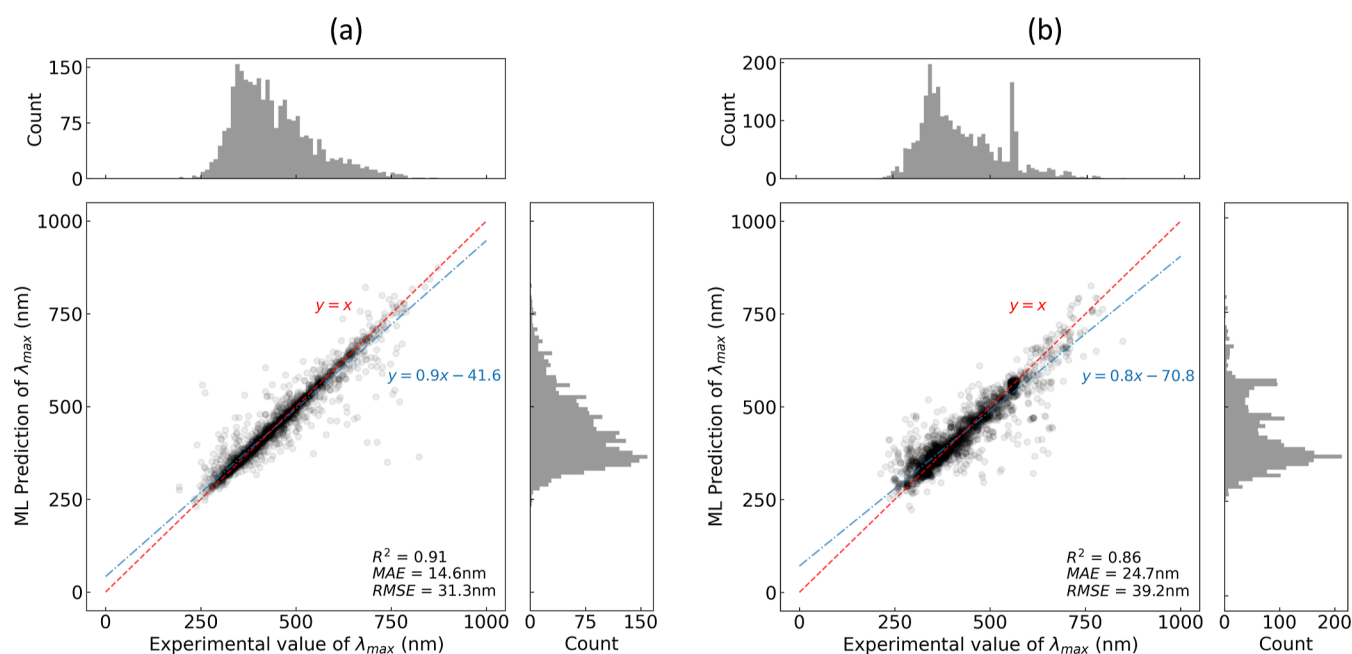 (a)
150
75
0
Count
1000
750
500
250
0
ML Prediction of λmax (nm)
y = x
y = 0.9x − 41.6
R² = 0.91
MAE = 14.6nm
RMSE = 31.3nm
0 250 500 750 1000
Experimental value of λmax (nm)
0 150
Count
(b)
200
100
0
Count
1000
750
500
250
0
ML Prediction of λmax (nm)
y = x
y = 0.8x − 70.8
R² = 0.86
MAE = 24.7nm
RMSE = 39.2nm
0 250 500 750 1000
Experimental value of λmax (nm)
0 100 200
Count